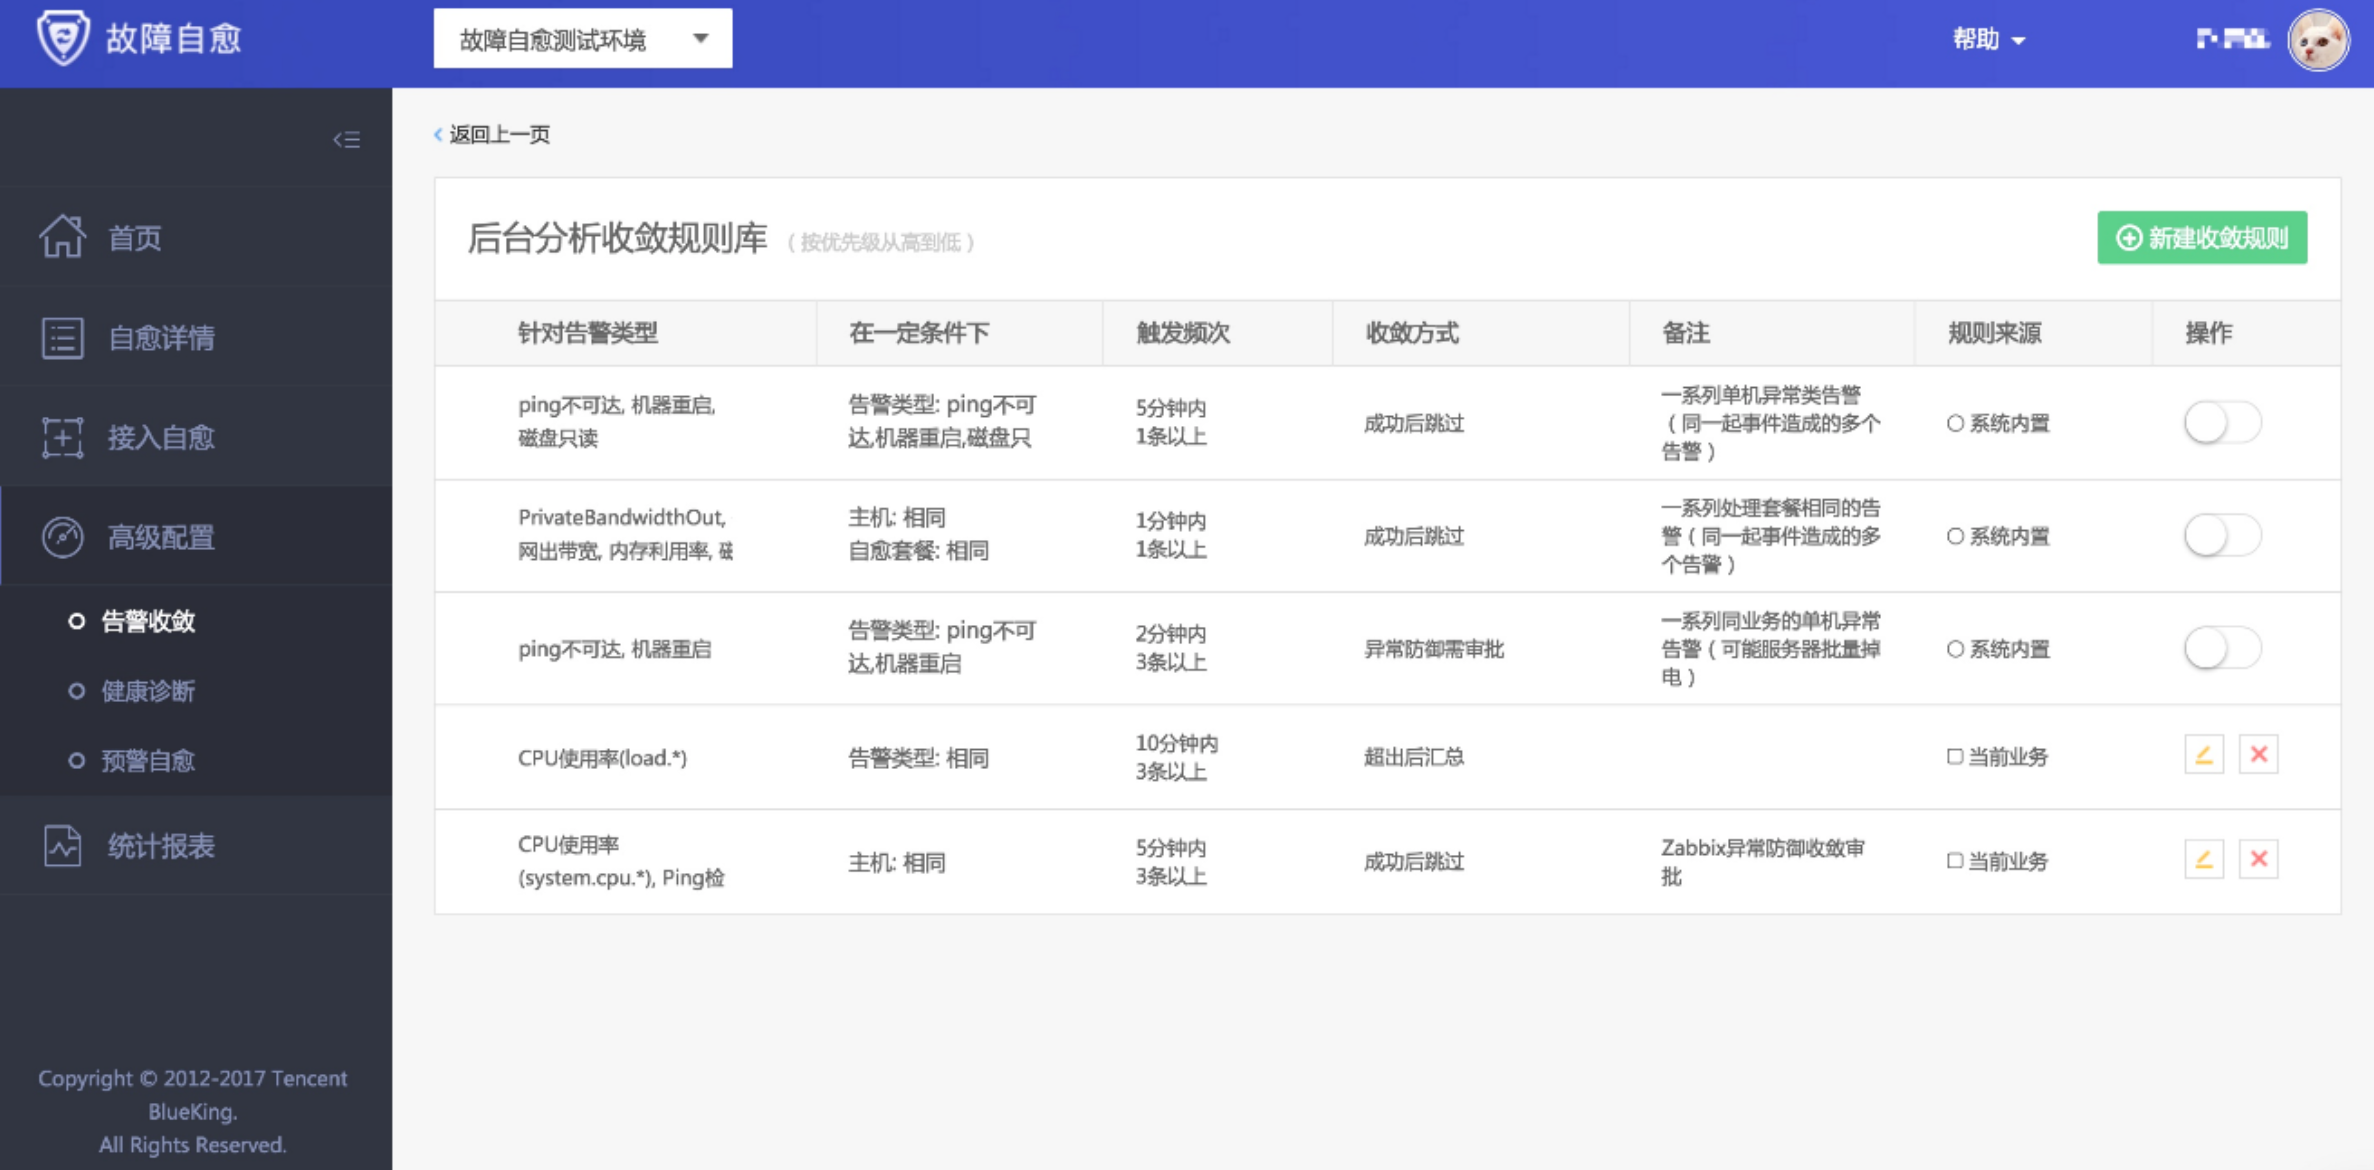 故障自愈
故障自愈测试环境
帮助
返回上一页
首页
自愈详情
接入自愈
高级配置
告警收敛
健康诊断
预警自愈
统计报表
Copyright © 2012-2017 Tencent
BlueKing.
All Rights Reserved.
后台分析收敛规则库 (按优先级从高到低)
新建收敛规则
针对告警类型 在一定条件下 触发频次 收敛方式 备注 规则来源 操作
ping不可达, 机器重启,
磁盘只读
告警类型: ping不可
达,机器重启,磁盘只
5分钟内
1条以上
成功后跳过
一系列单机异常类告警
(同一起事件造成的多个
告警)
系统内置
PrivateBandwidthOut,
网出带宽, 内存利用率, 磁
主机: 相同
自愈套餐: 相同
1分钟内
1条以上
成功后跳过
一系列处理套餐相同的告
警(同一起事件造成的多
个告警)
系统内置
ping不可达, 机器重启
告警类型: ping不可
达,机器重启
2分钟内
3条以上
异常防御需审批
一系列同业务的单机异常
告警(可能服务器批量掉
电)
系统内置
CPU使用率(load.*)
告警类型: 相同
10分钟内
3条以上
超出后汇总
当前业务
CPU使用率
(system.cpu.*), Ping检
主机: 相同
5分钟内
3条以上
成功后跳过
Zabbix异常防御收敛审
批
当前业务